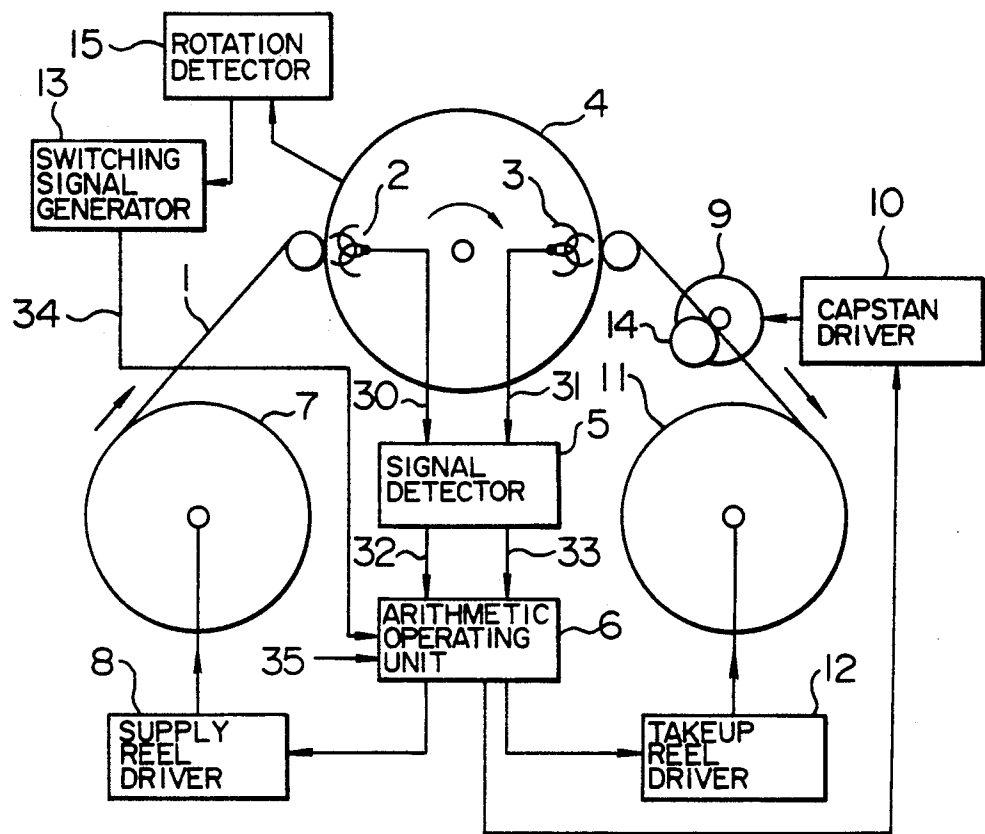 15
ROTATION
DETECTOR
13
4
SWITCHING
SIGNAL
GENERATOR
2
3
9
10
1
34
14
CAPSTAN
DRIVER
7
30
31
11
5
SIGNAL
DETECTOR
32
33
ARITHMETIC
OPERATING
UNIT
6
35
8
12
SUPPLY
REEL
DRIVER
TAKEUP
REEL
DRIVER